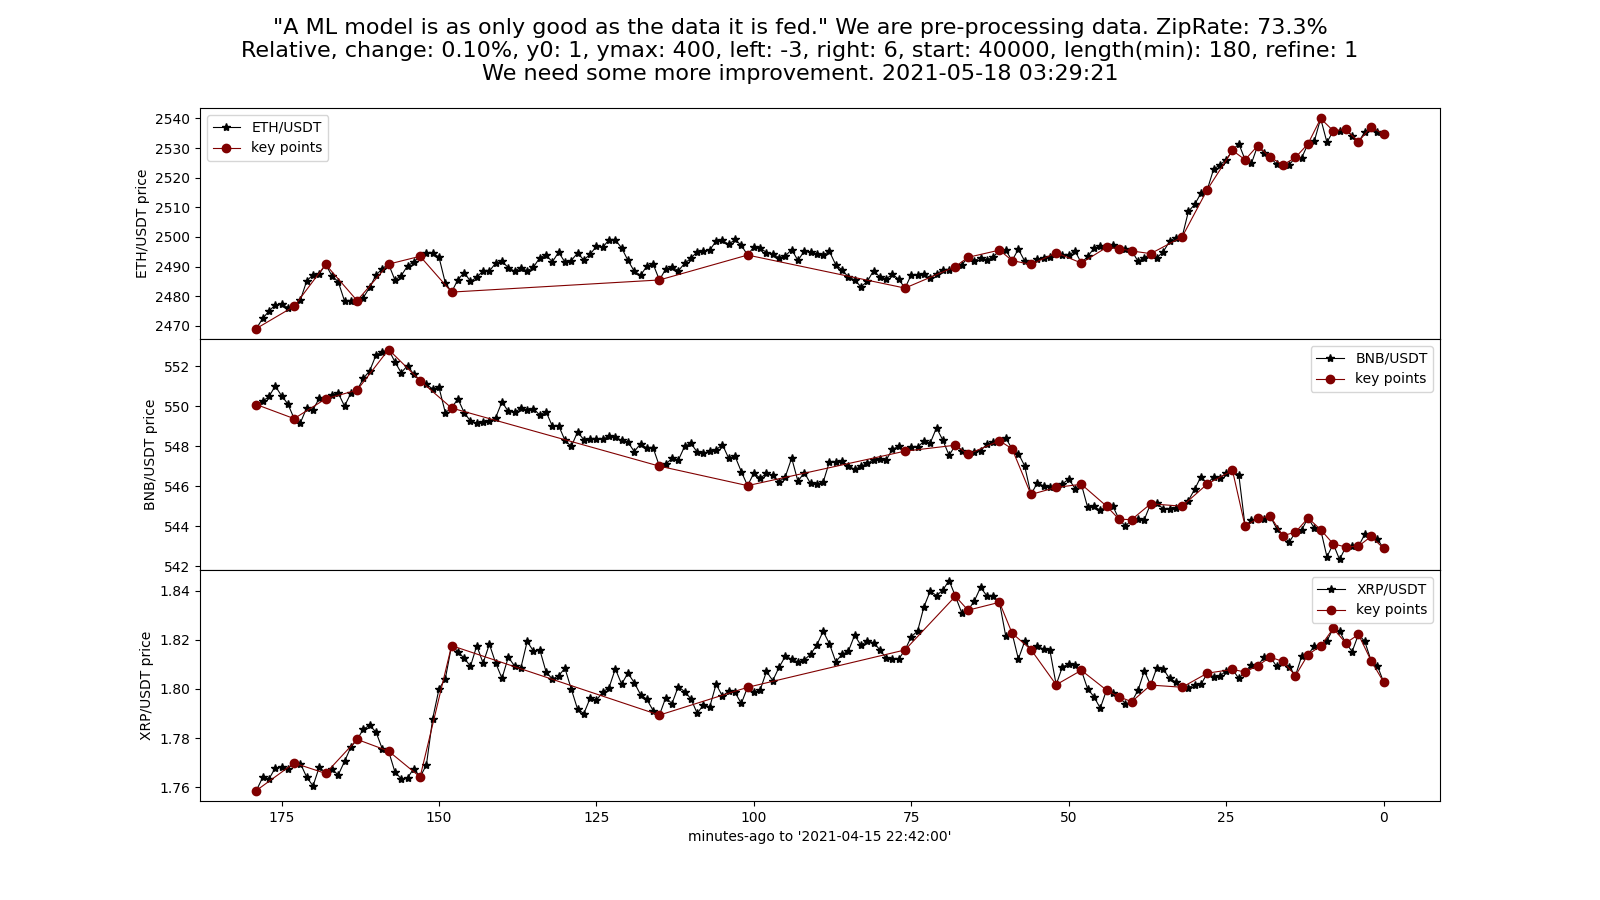 "A ML model is as only good as the data it is fed." We are pre-processing data. ZipRate: 73.3%
Relative, change: 0.10%, y0: 1, ymax: 400, left: -3, right: 6, start: 40000, length(min): 180, refine: 1
We need some more improvement. 2021-05-18 03:29:21
ETH/USDT
key points
2540
2530
2520
2510
2500
2490
2480
2470
ETH/USDT price
BNB/USDT
key points
552
550
548
546
544
542
BNB/USDT price
XRP/USDT
key points
1.84
1.82
1.80
1.78
1.76
XRP/USDT price
175 150 125 100 75 50 25 0
minutes-ago to '2021-04-15 22:42:00'